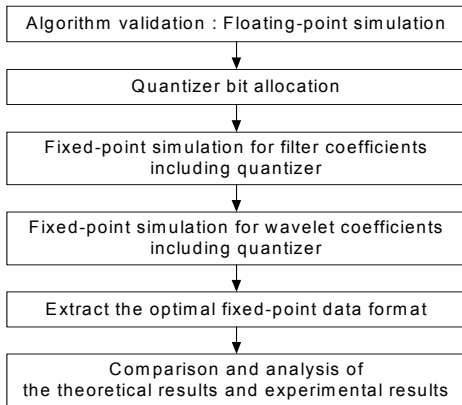 Algorithm validation : Floating-point simulation
Quantizer bit allocation
Fixed-point simulation for filter coefficients
including quantizer
Fixed-point simulation for wavelet coefficients
including quantizer
Extract the optimal fixed-point data format
Comparison and analysis of
the theoretical results and experimental results